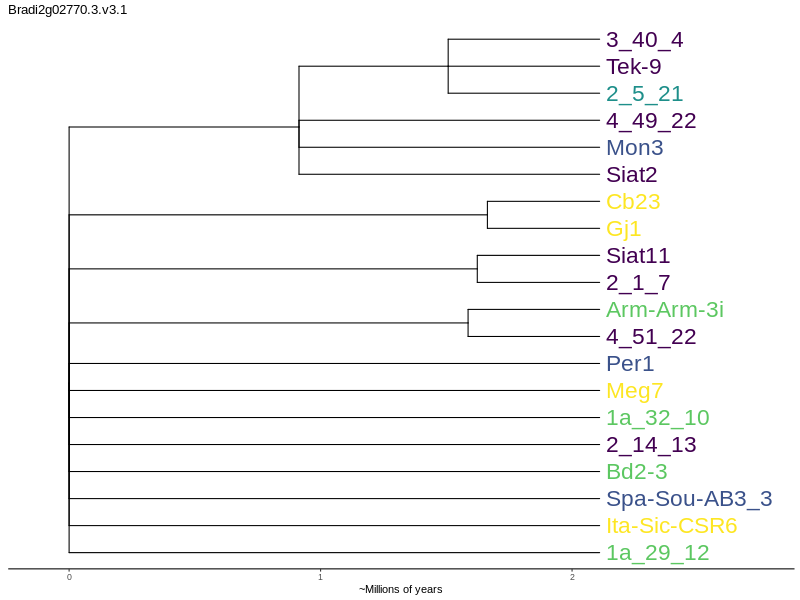 Bradi2g02770.3.v3.1
3_40_4
Tek-9
2_5_21
4_49_22
Mon3
Siat2
Cb23
Gj1
Siat11
2_1_7
Arm-Arm-3i
4_51_22
Per1
Meg7
1a_32_10
2_14_13
Bd2-3
Spa-Sou-AB3_3
Ita-Sic-CSR6
1a_29_12
0 1 2
~Millions of years